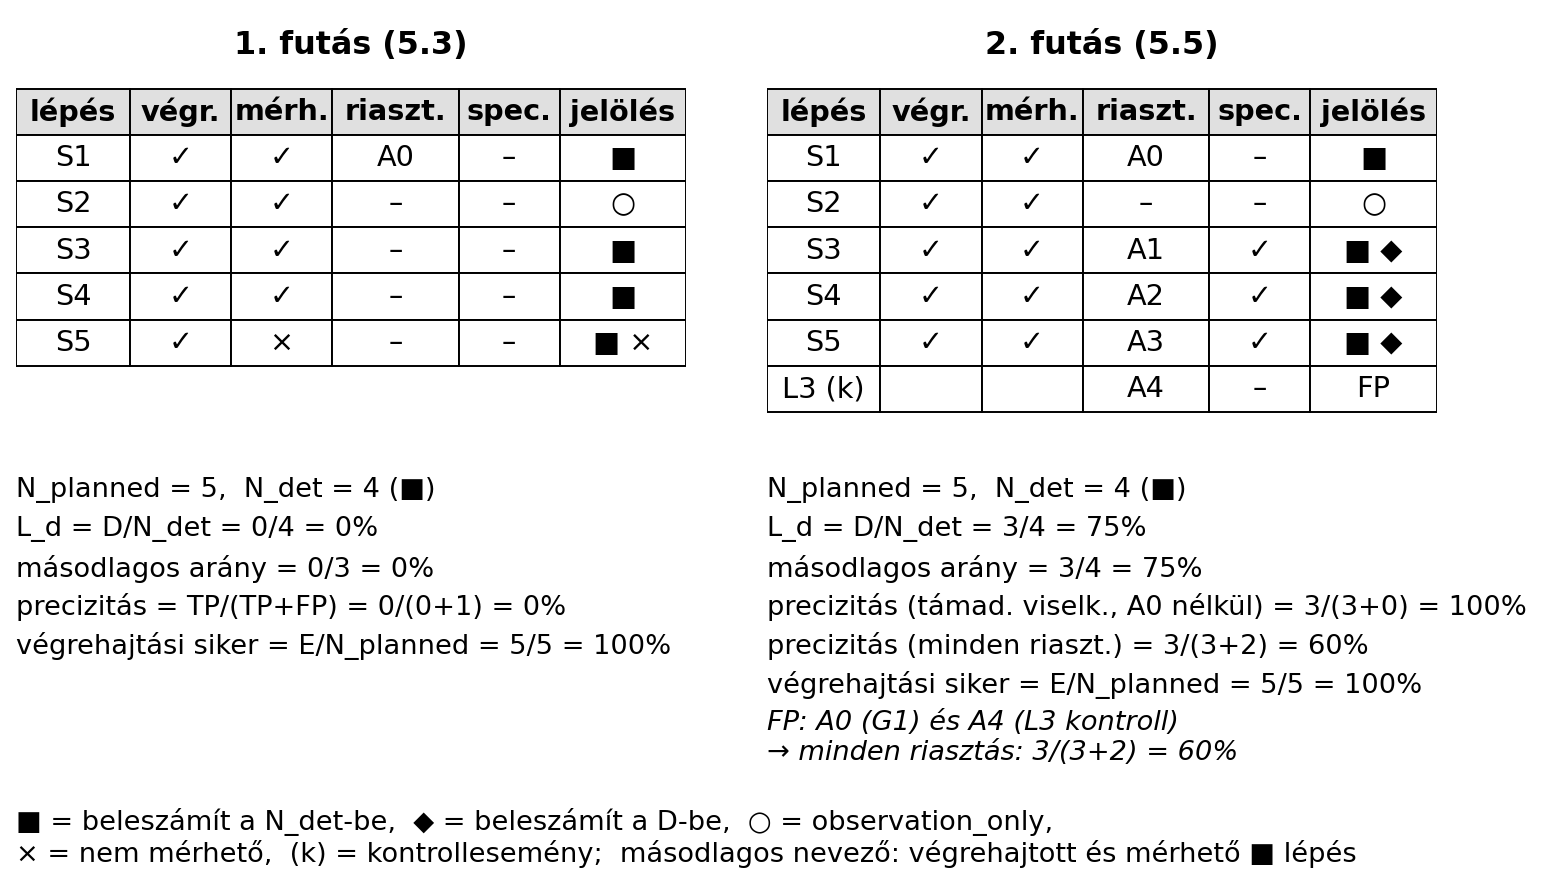 1. futás (5.3)
lépés végr. mérh. riaszt. spec. jelölés
S1 ✓ ✓ A0 – ■
S2 ✓ ✓ – – ○
S3 ✓ ✓ – – ■
S4 ✓ ✓ – – ■
S5 ✓ × – – ■ ×
N_planned = 5, N_det = 4 (■)
L_d = D/N_det = 0/4 = 0%
másodlagos arány = 0/3 = 0%
precizitás = TP/(TP+FP) = 0/(0+1) = 0%
végrehajtási siker = E/N_planned = 5/5 = 100%
2. futás (5.5)
lépés végr. mérh. riaszt. spec. jelölés
S1 ✓ ✓ A0 – ■
S2 ✓ ✓ – – ○
S3 ✓ ✓ A1 ✓ ■ ◆
S4 ✓ ✓ A2 ✓ ■ ◆
S5 ✓ ✓ A3 ✓ ■ ◆
L3 (k) A4 – FP
N_planned = 5, N_det = 4 (■)
L_d = D/N_det = 3/4 = 75%
másodlagos arány = 3/4 = 75%
precizitás (támad. viselk., A0 nélkül) = 3/(3+0) = 100%
precizitás (minden riaszt.) = 3/(3+2) = 60%
végrehajtási siker = E/N_planned = 5/5 = 100%
FP: A0 (G1) és A4 (L3 kontroll)
→ minden riasztás: 3/(3+2) = 60%
■ = beleszámít a N_det-be, ◆ = beleszámít a D-be, ○ = observation_only,
× = nem mérhető, (k) = kontrollesemény; másodlagos nevező: végrehajtott és mérhető ■ lépés